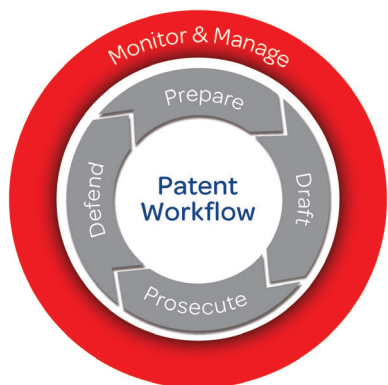 Monitor & Manage
Prepare
Draft
Prosecute
Defend
Patent
Workflow